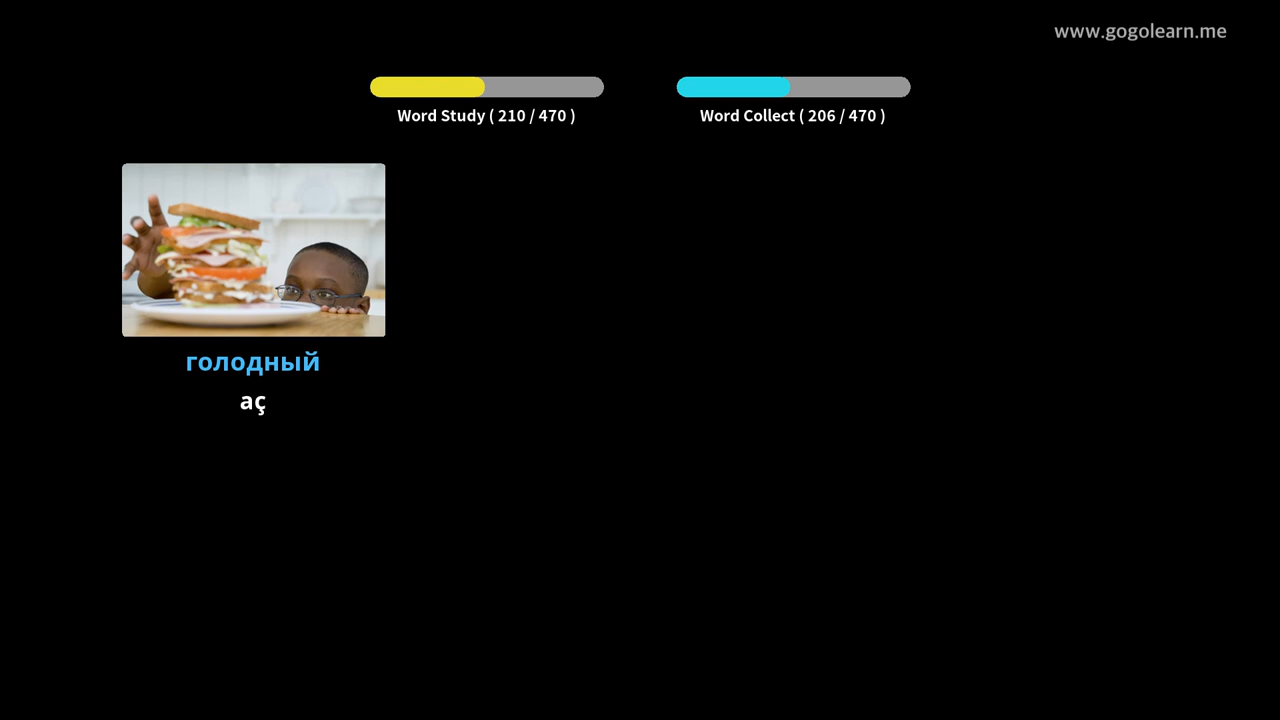 www.gogolearn.me
Word Study ( 210 / 470 )
Word Collect ( 206 / 470 )
голодный
aç